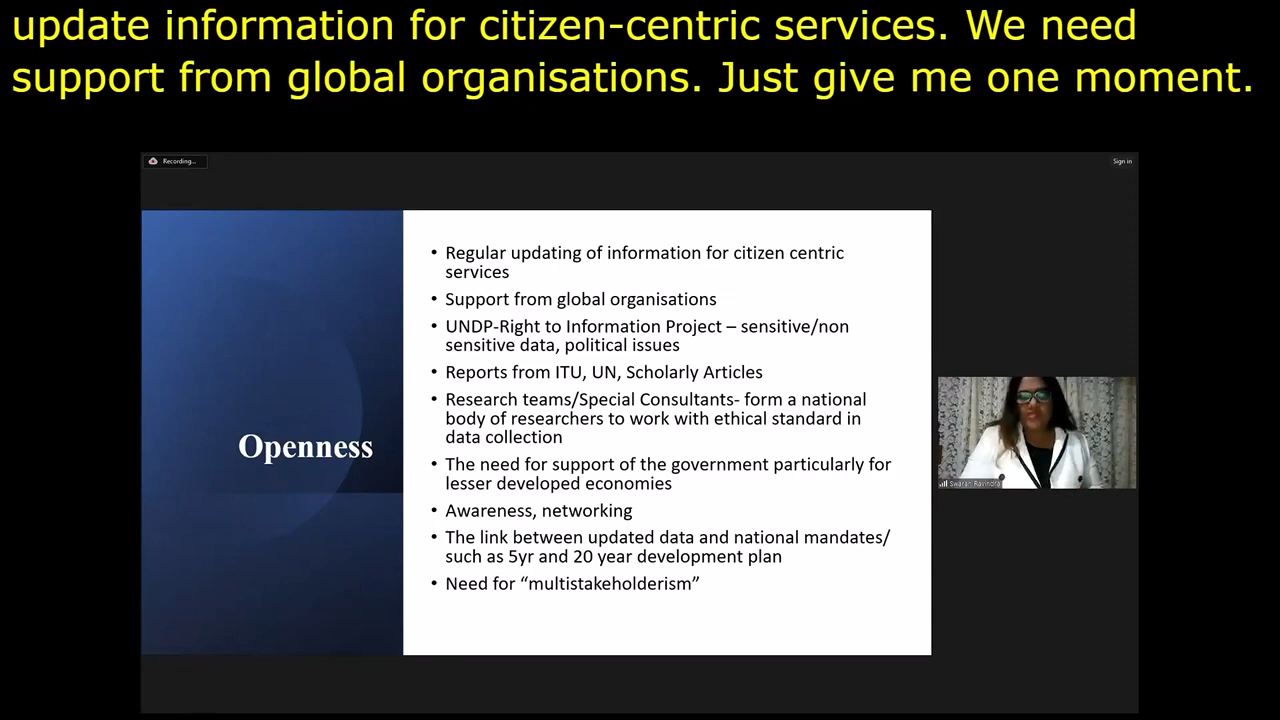 update information for citizen-centric services. We need
support from global organisations. Just give me one moment.
Recording...
Sign in
• Regular updating of information for citizen centric
services
• Support from global organisations
• UNDP-Right to Information Project – sensitive/non
sensitive data, political issues
• Reports from ITU, UN, Scholarly Articles
• Research teams/Special Consultants- form a national
body of researchers to work with ethical standard in
data collection
Openness
• The need for support of the government particularly for
lesser developed economies
• Awareness, networking
• The link between updated data and national mandates/
such as 5yr and 20 year development plan
• Need for “multistakeholderism”
Swaran Ravindra